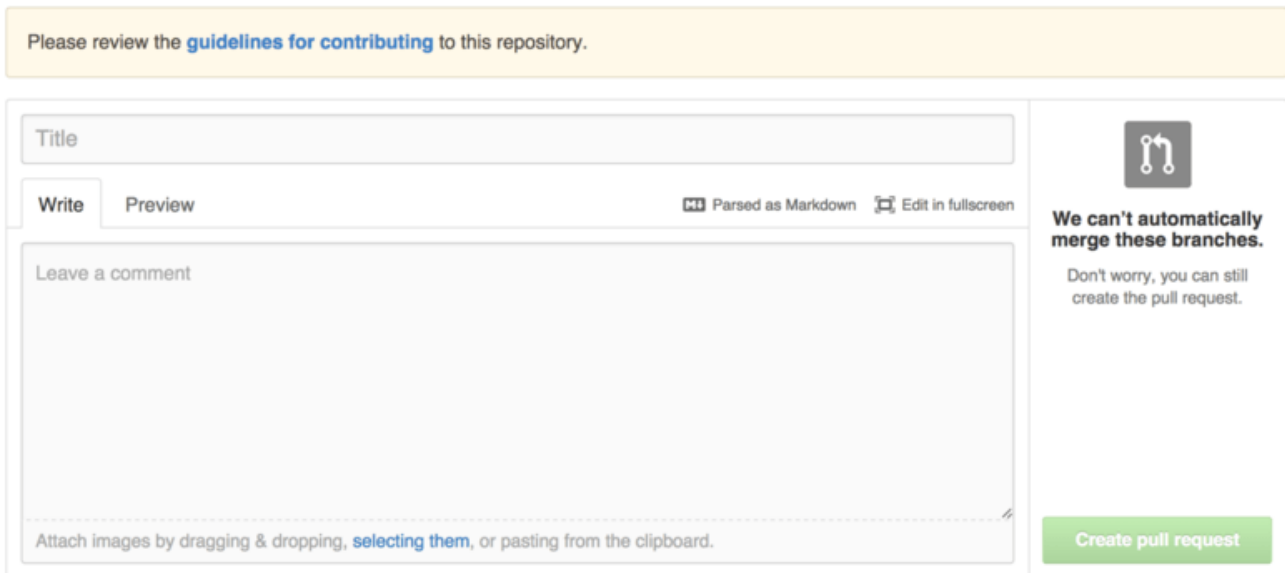 Please review the guidelines for contributing to this repository.
Title
Write Preview Parsed as Markdown Edit in fullscreen
Leave a comment
Attach images by dragging & dropping, selecting them, or pasting from the clipboard.
We can't automatically
merge these branches.
Don't worry, you can still
create the pull request.
Create pull request